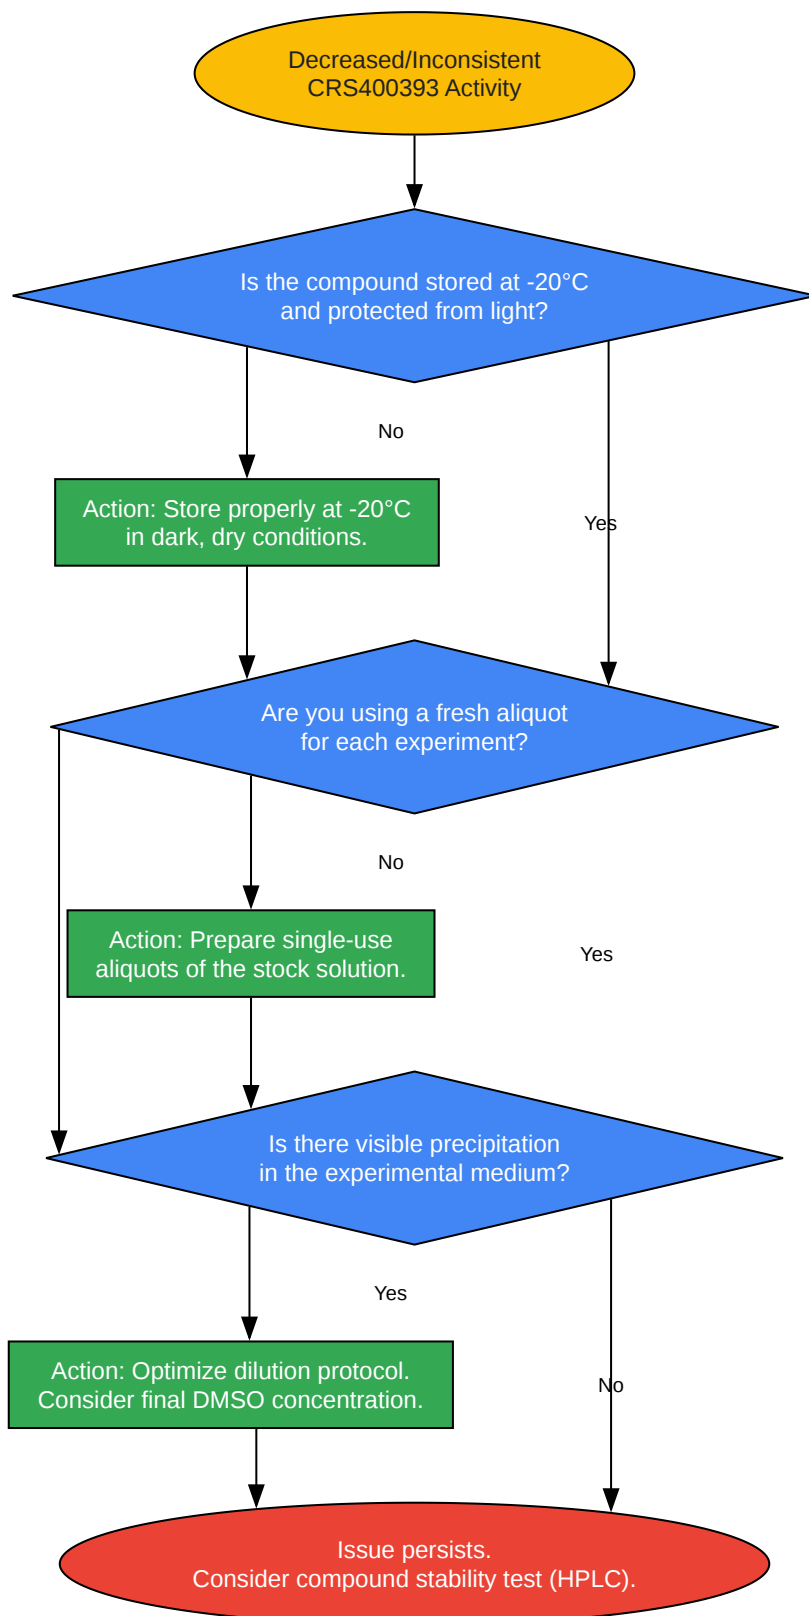 Decreased/Inconsistent
CRS400393 Activity
Is the compound stored at -20°C
and protected from light?
No
Action: Store properly at -20°C
in dark, dry conditions.
Yes
Are you using a fresh aliquot
for each experiment?
No
Action: Prepare single-use
aliquots of the stock solution.
Yes
Is there visible precipitation
in the experimental medium?
Yes
Action: Optimize dilution protocol.
Consider final DMSO concentration.
No
Issue persists.
Consider compound stability test (HPLC).